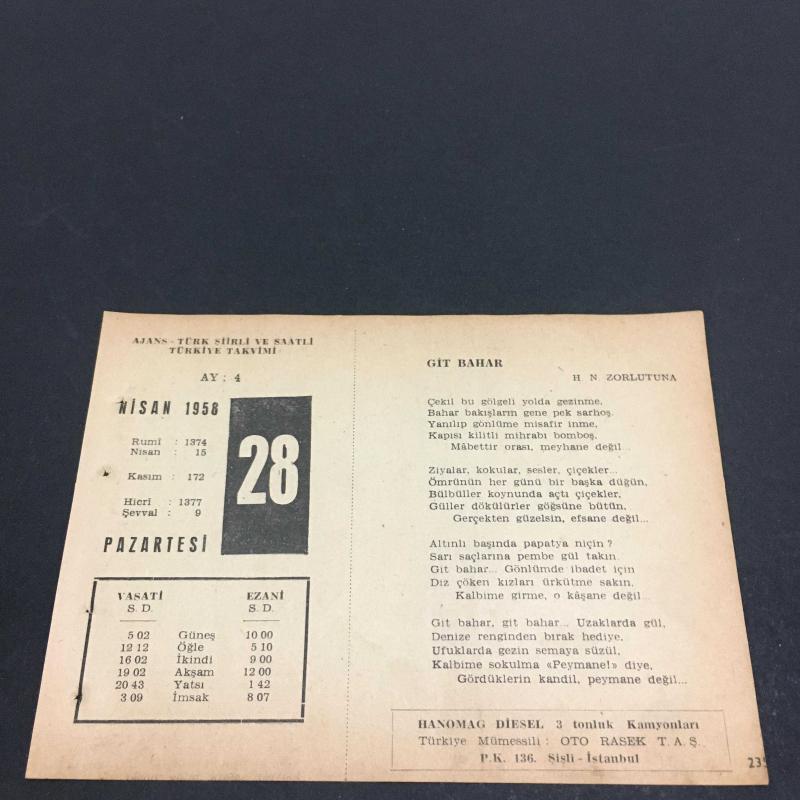 AJANS - TÜRK ŞİİRLİ VE SAATLİ
TÜRKİYE TAKVİMİ
AY : 4
NİSAN 1958
28
Rumî : 1374
Nisan : 15
Kasım : 172
Hicrî : 1377
Şevval : 9
PAZARTESİ
VASATİ EZANİ
S. D. S. D.
5 02 Güneş 10 00
12 12 Öğle 5 10
16 02 İkindi 9 00
19 02 Akşam 12 00
20 43 Yatsı 1 42
3 09 İmsak 8 07
GİT BAHAR
H N ZORLUTUNA
Çekil bu gölgeli yolda gezinme,
Bahar bakışların gene pek sarhoş.
Yanılıp gönlüme misafir inme,
Kapısı kilitli mihrabı bomboş.
Mâbettir orası, meyhane değil...
Ziyalar, kokular, sesler, çiçekler...
Ömrünün her günü bir başka düğün,
Bülbüller koynunda açtı çiçekler,
Güller dökülürler göğsüne bütün,
Gerçekten güzelsin, efsane değil...
Altınlı başında papatya niçin ?
Sarı saçlarına pembe gül takın.
Git bahar... Gönlümde ibadet için
Diz çöken kızları ürkütme sakın,
Kalbime girme, o kâşane değil...
Git bahar, git bahar... Uzaklarda gül,
Denize renginden bırak hediye,
Ufuklarda gezin semaya süzül,
Kalbime sokulma «Peymane!» diye,
Gördüklerin kandil, peymane değil...
HANOMAG DİESEL 3 tonluk Kamyonları
Türkiye Mümessili : OTO RASEK T. A. Ş.
P.K. 136. Şişli - İstanbul